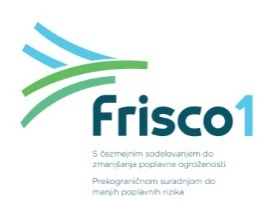 Frisco1
S čezmejnim sodelovanjem do
zmanjšanja poplavne ogroženosti
Prekograničnom suradnjom do
manjih poplavnih rizika